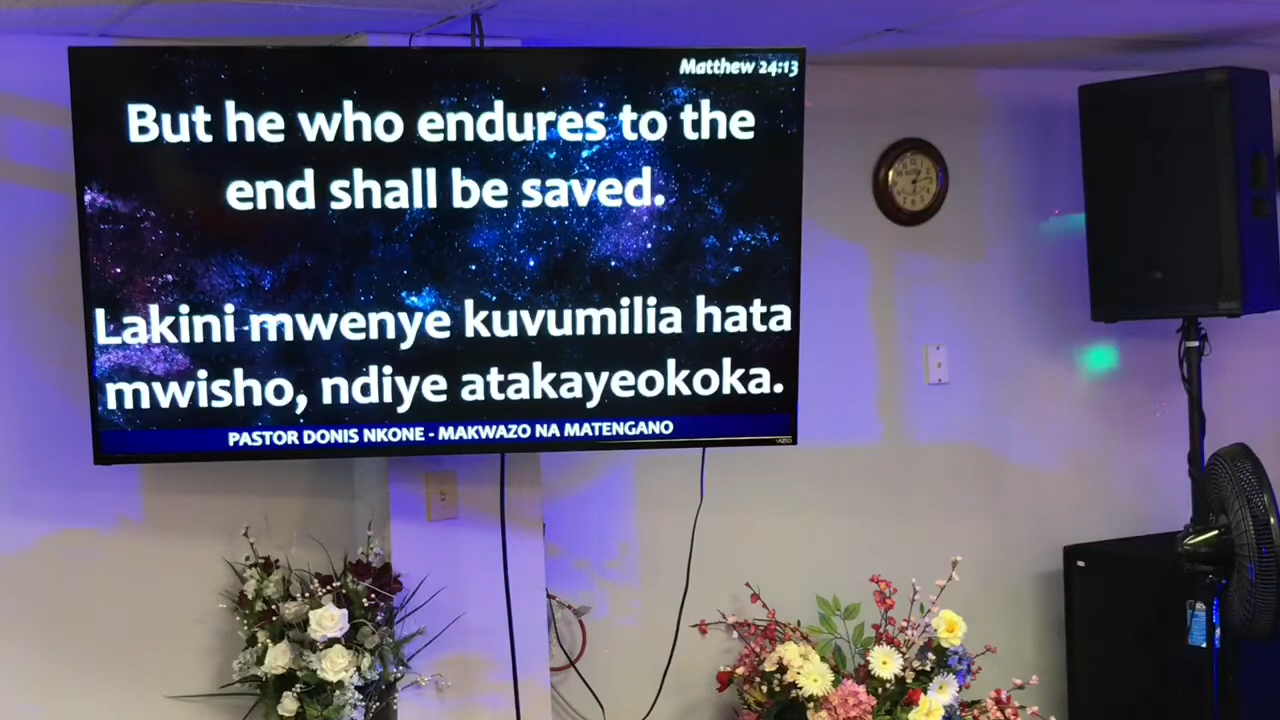 Matthew 24:13
But he who endures to the
end shall be saved.
Lakini mwenye kuvumilia hata
mwisho, ndiye atakayeokoka.
PASTOR DONIS NKONE - MAKWAZO NA MATENGANO
VIZIO